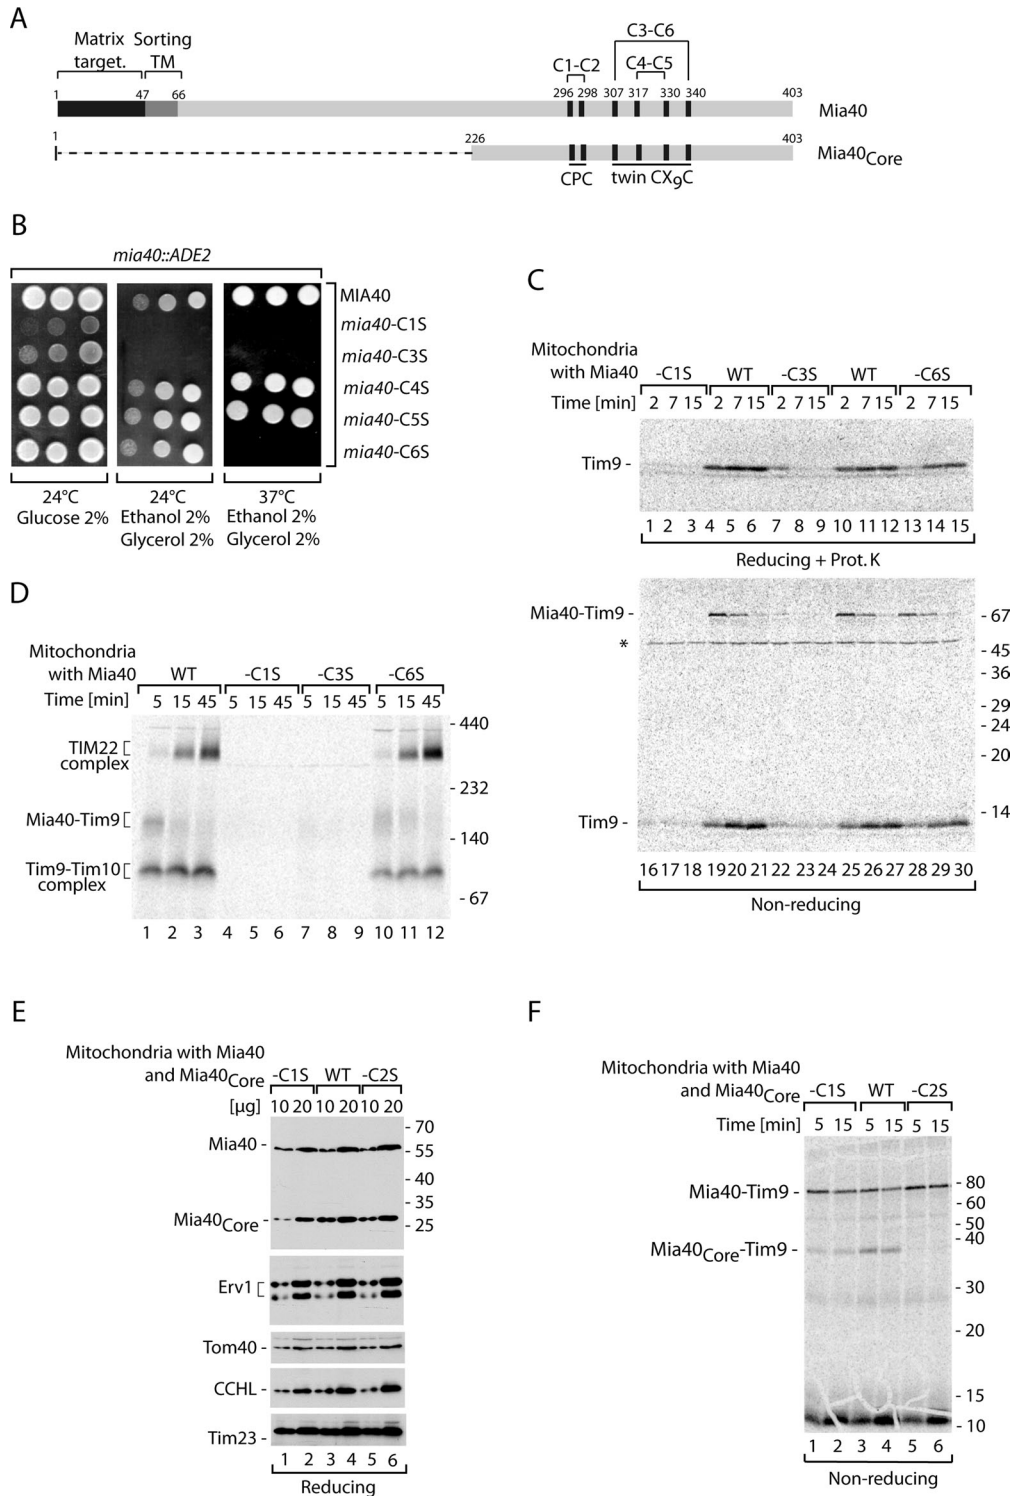 A
Matrix target.
Sorting TM
C1-C2
C3-C6
C4-C5
1 47 66 296 298 307 317 330 340 403
Mia40
1 226 403
Mia40Core
CPC
twin CX9C
B
mia40::ADE2
MIA40
mia40-C1S
mia40-C3S
mia40-C4S
mia40-C5S
mia40-C6S
24°C
Glucose 2%
24°C
Ethanol 2%
Glycerol 2%
37°C
Ethanol 2%
Glycerol 2%
C
Mitochondria
with Mia40
-C1S WT -C3S WT -C6S
Time [min] 2 7 15 2 7 15 2 7 15 2 7 15 2 7 15
Tim9 -
1 2 3 4 5 6 7 8 9 10 11 12 13 14 15
Reducing + Prot. K
Mia40-Tim9 -
*
Tim9 -
- 67
- 45
- 36
- 29
- 24
- 20
- 14
16 17 18 19 20 21 22 23 24 25 26 27 28 29 30
Non-reducing
D
Mitochondria
with Mia40
WT -C1S -C3S -C6S
Time [min] 5 15 45 5 15 45 5 15 45 5 15 45
TIM22
complex
Mia40-Tim9
Tim9-Tim10
complex
- 440
- 232
- 140
- 67
1 2 3 4 5 6 7 8 9 10 11 12
E
Mitochondria with Mia40
and Mia40Core
-C1S WT -C2S
[µg] 10 20 10 20 10 20
Mia40 -
Mia40Core -
- 70
- 55
- 40
- 35
- 25
Erv1
Tom40 -
CCHL -
Tim23 -
1 2 3 4 5 6
Reducing
F
Mitochondria with Mia40
and Mia40Core
-C1S WT -C2S
Time [min] 5 15 5 15 5 15
Mia40-Tim9 -
Mia40Core-Tim9 -
- 80
- 60
- 50
- 40
- 30
- 20
- 15
- 10
1 2 3 4 5 6
Non-reducing